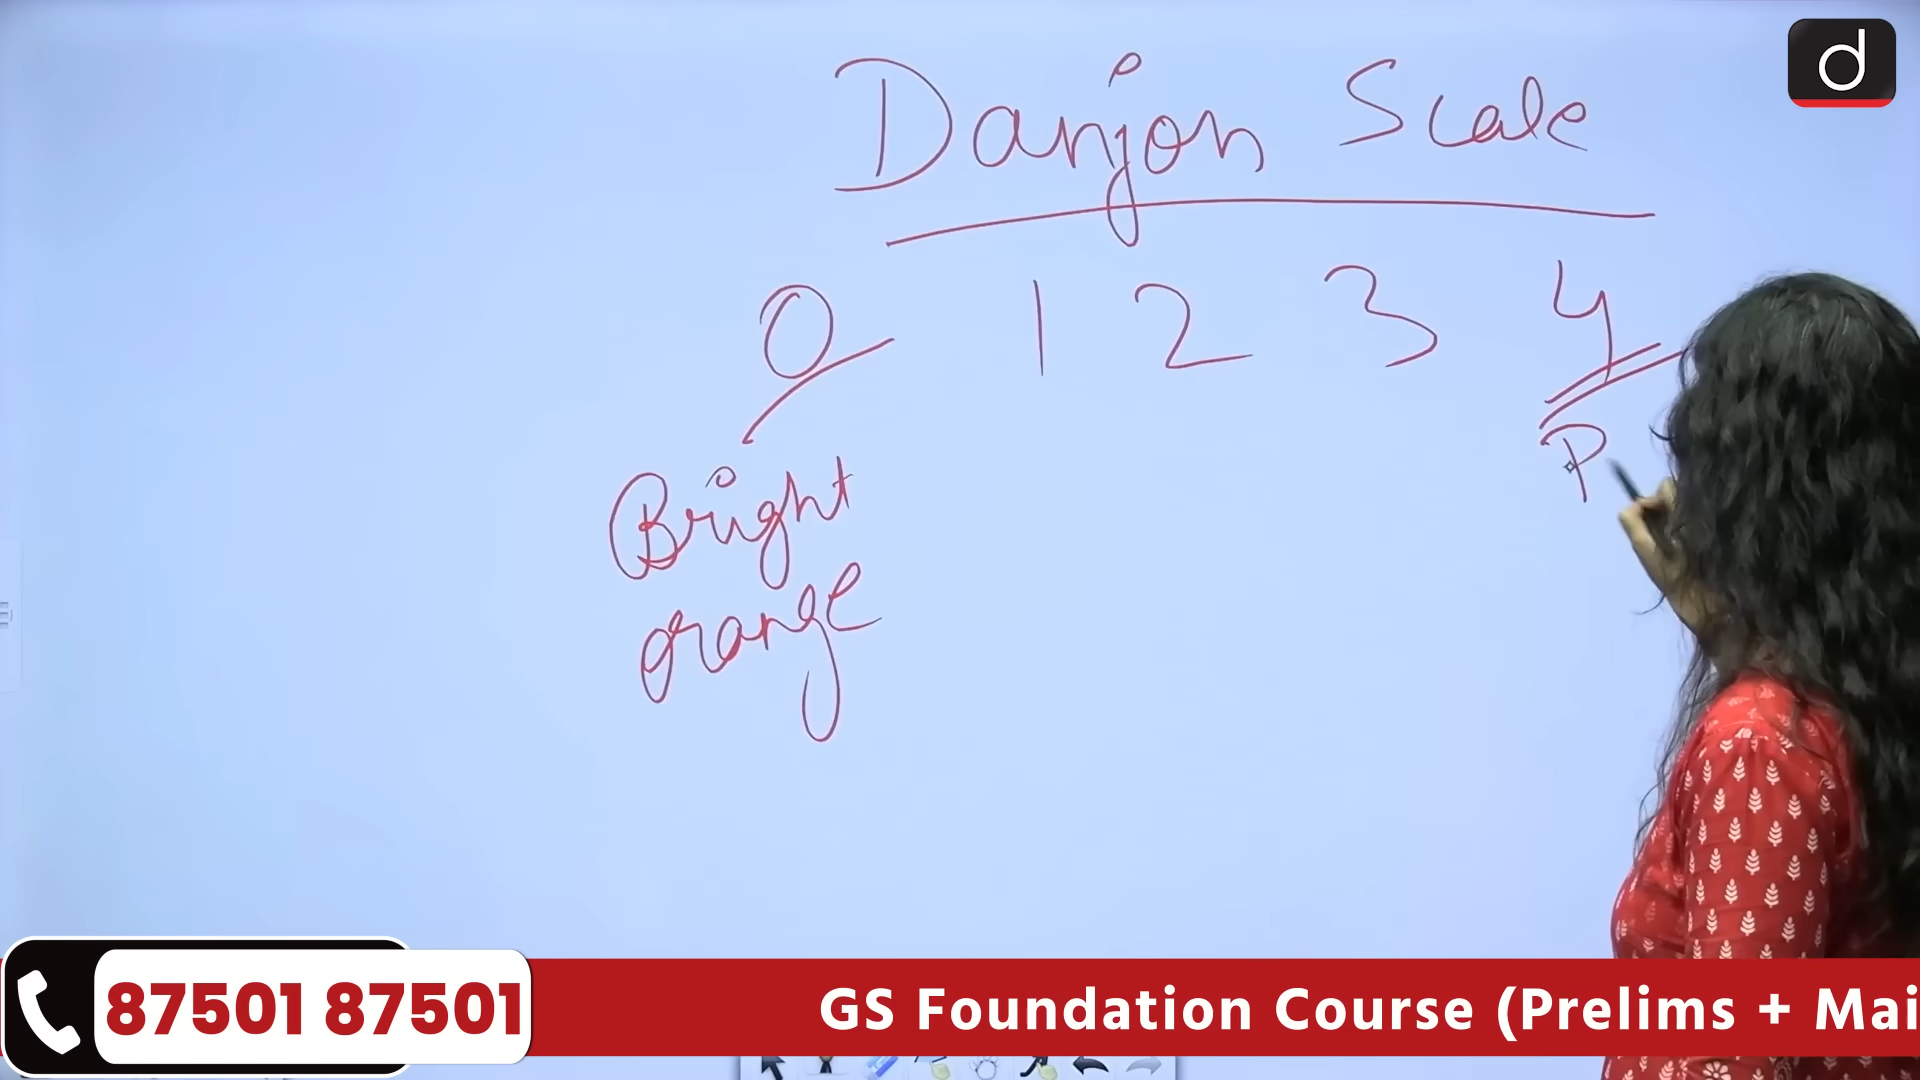 Danjon Scale
0 1 2 3 4
Bright
orange
P
d
87501 87501
GS Foundation Course (Prelims + Mai